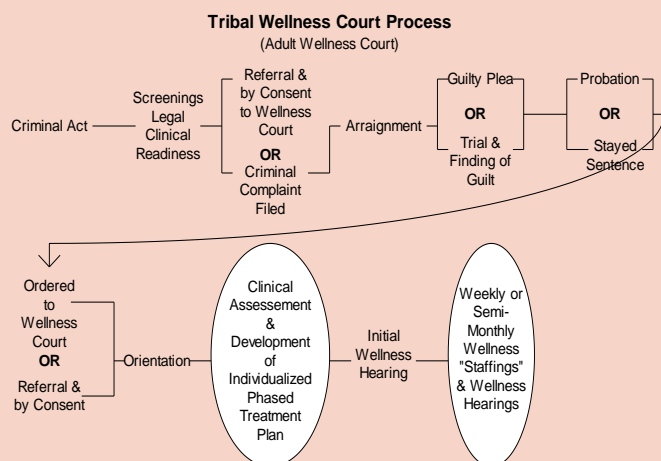 Tribal Wellness Court Process
(Adult Wellness Court)
Criminal Act
Screenings
Legal
Clinical
Readiness
Referral &
by Consent
to Wellness
Court
OR
Criminal
Complaint
Filed
Arraignment
Guilty Plea
OR
Trial &
Finding of
Guilt
Probation
OR
Stayed
Sentence
Ordered
to
Wellness
Court
OR
Referral &
by Consent
Orientation
Clinical
Assessement
&
Development
of
Individualized
Phased
Treatment
Plan
Initial
Wellness
Hearing
Weekly or
Semi-
Monthly
Wellness
"Staffings"
& Wellness
Hearings